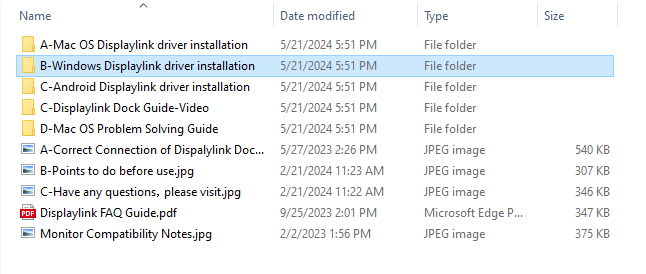 Name Date modified Type Size
A-Mac OS Displaylink driver installation 5/21/2024 5:51 PM File folder
B-Windows Displaylink driver installation 5/21/2024 5:51 PM File folder
C-Android Displaylink driver installation 5/21/2024 5:51 PM File folder
C-Displaylink Dock Guide-Video 5/21/2024 5:51 PM File folder
D-Mac OS Problem Solving Guide 5/21/2024 5:51 PM File folder
A-Correct Connection of Dispalylink Doc... 5/27/2023 2:26 PM JPEG image 540 KB
B-Points to do before use.jpg 2/21/2024 11:23 AM JPEG image 307 KB
C-Have any questions，please visit.jpg 2/21/2024 11:22 AM JPEG image 346 KB
PDF Displaylink FAQ Guide.pdf 9/25/2023 2:01 PM Microsoft Edge P... 347 KB
Monitor Compatibility Notes.jpg 2/2/2023 1:56 PM JPEG image 375 KB